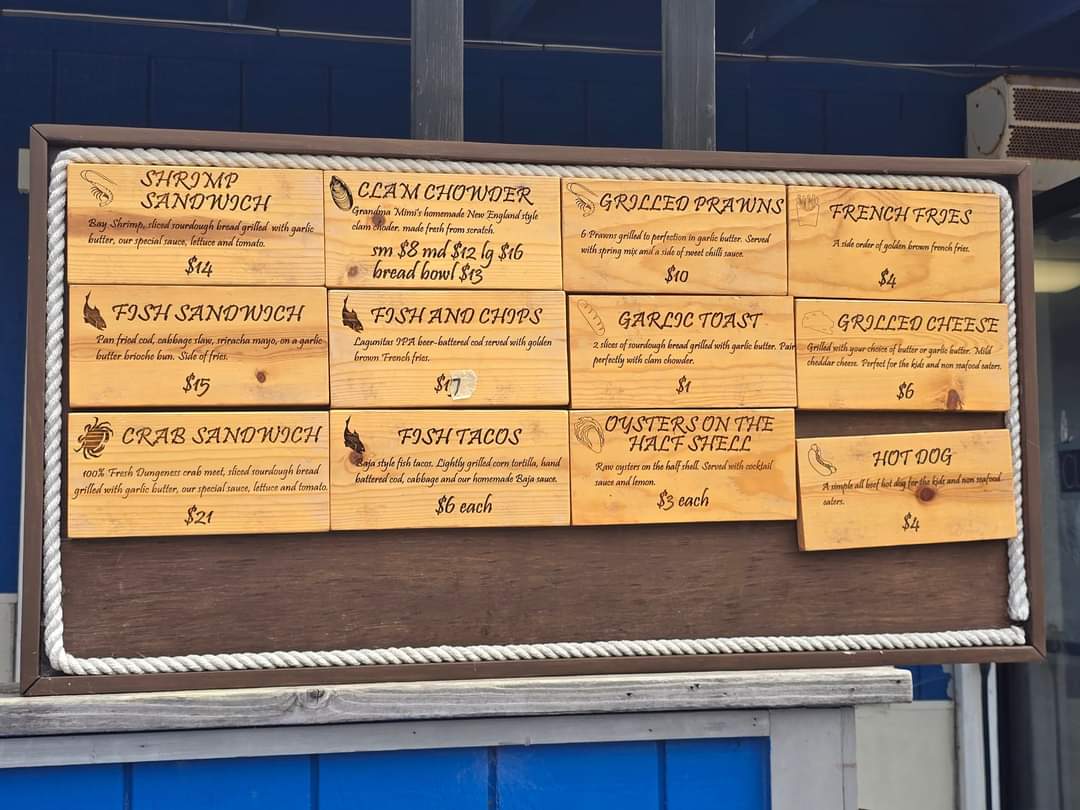 SHRIMP
SANDWICH
Bay Shrimp, sliced sourdough bread grilled with garlic
butter, our special sauce, lettuce and tomato.
$14
CLAM CHOWDER
Grandma Mimi's homemade New England style
clam choder. made fresh from scratch.
sm $8 md $12 lg $16
bread bowl $13
GRILLED PRAWNS
6 Prawns grilled to perfection in garlic butter. Served
with spring mix and a side of sweet chilli sauce.
$10
FRENCH FRIES
A side order of golden brown french fries.
$4
FISH SANDWICH
Pan fried cod, cabbage slaw, sriracha mayo, on a garlic
butter brioche bun. Side of fries.
$15
FISH AND CHIPS
Lagunitas IPA beer-battered cod served with golden
brown French fries.
$17
GARLIC TOAST
2 slices of sourdough bread grilled with garlic butter. Pair
perfectly with clam chowder.
$1
GRILLED CHEESE
Grilled with your choice of butter or garlic butter. Mild
cheddar cheese. Perfect for the kids and non seafood eaters.
$6
CRAB SANDWICH
100% Fresh Dungeness crab meet, sliced sourdough bread
grilled with garlic butter, our special sauce, lettuce and tomato.
$21
FISH TACOS
Baja style fish tacos. Lightly grilled corn tortilla, hand
battered cod, cabbage and our homemade Baja sauce.
$6 each
OYSTERS ON THE
HALF SHELL
Raw oysters on the half shell. Served with cocktail
sauce and lemon.
$3 each
HOT DOG
A simple all beef hot dog for the kids and non seafood
eaters.
$4